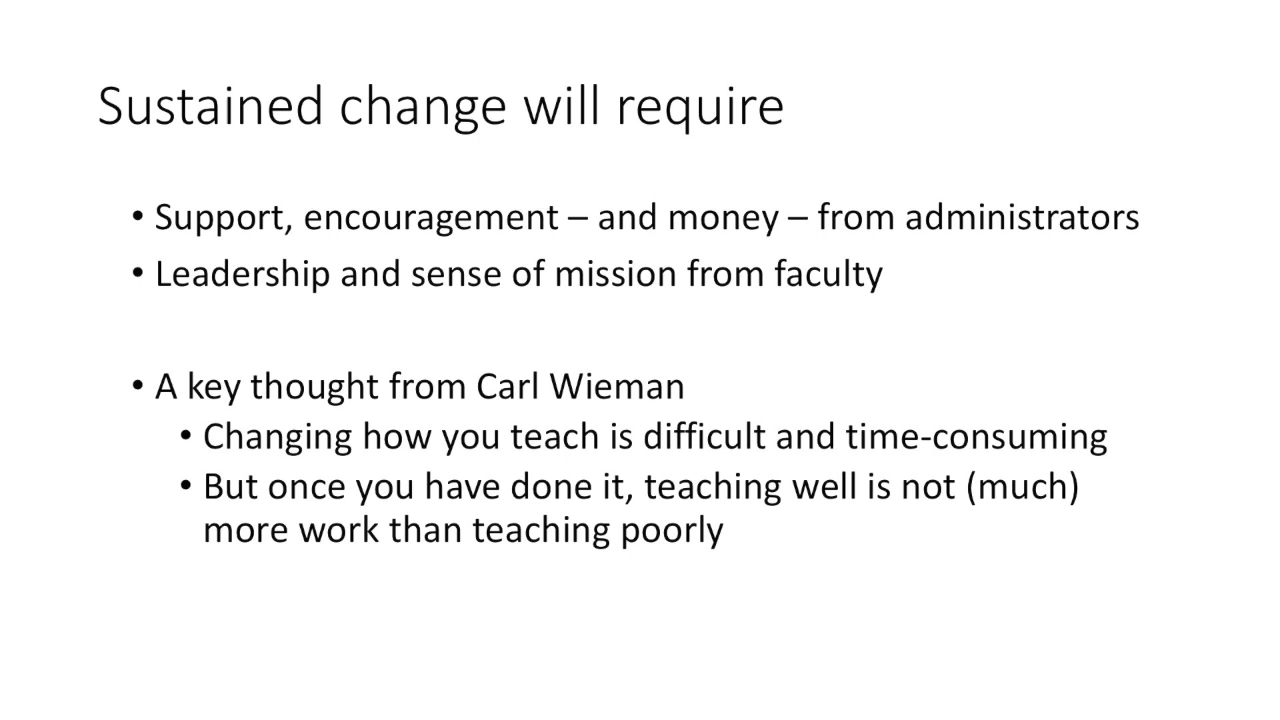 Sustained change will require
• Support, encouragement – and money – from administrators
• Leadership and sense of mission from faculty
• A key thought from Carl Wieman
• Changing how you teach is difficult and time-consuming
• But once you have done it, teaching well is not (much)
more work than teaching poorly